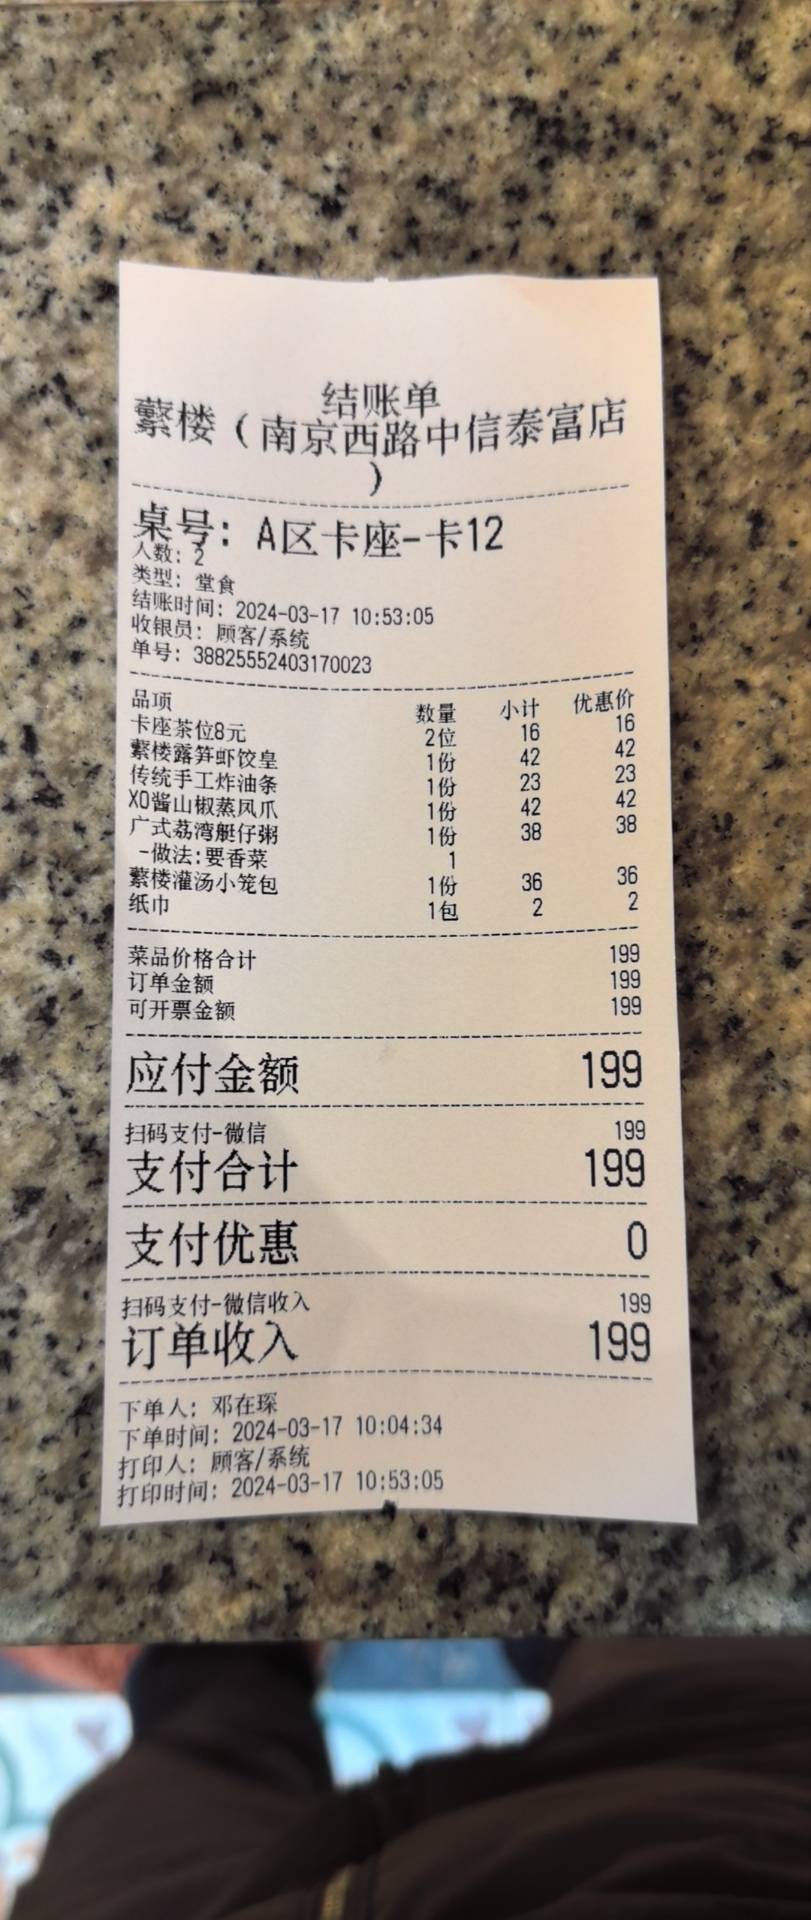 结账单
蘩楼（南京西路中信泰富店
）
桌号: A区卡座-卡12
人数: 2
类型: 堂食
结账时间: 2024-03-17 10:53:05
收银员: 顾客/系统
单号: 38825552403170023
品项 数量 小计 优惠价
卡座茶位8元 2位 16 16
蘩楼露笋虾饺皇 1份 42 42
传统手工炸油条 1份 23 23
XO酱山椒蒸凤爪 1份 42 42
广式荔湾艇仔粥 1份 38 38
-做法:要香菜 1
蘩楼灌汤小笼包 1份 36 36
纸巾 1包 2 2
菜品价格合计 199
订单金额 199
可开票金额 199
应付金额 199
扫码支付-微信 199
支付合计 199
支付优惠 0
扫码支付-微信收入 199
订单收入 199
下单人: 邓在琛
下单时间: 2024-03-17 10:04:34
打印人: 顾客/系统
打印时间: 2024-03-17 10:53:05